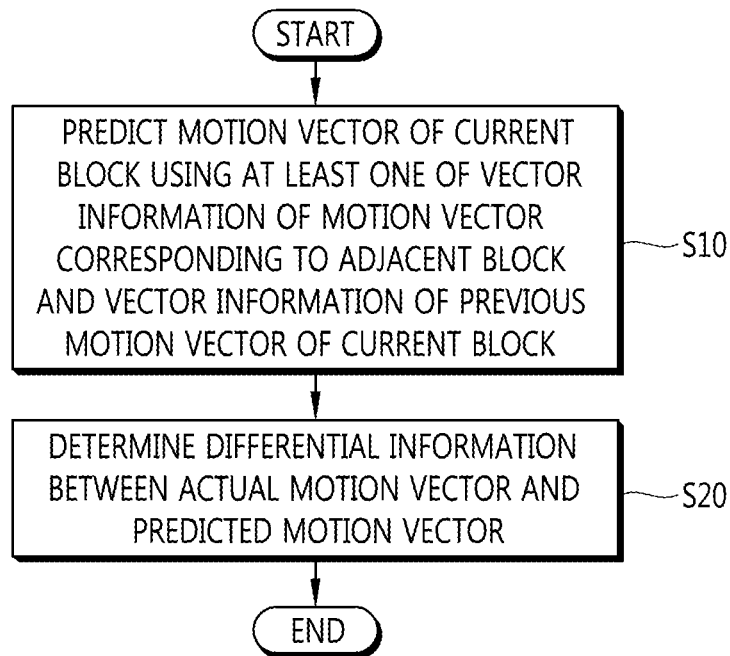 START
PREDICT MOTION VECTOR OF CURRENT
BLOCK USING AT LEAST ONE OF VECTOR
INFORMATION OF MOTION VECTOR
CORRESPONDING TO ADJACENT BLOCK
AND VECTOR INFORMATION OF PREVIOUS
MOTION VECTOR OF CURRENT BLOCK
S10
DETERMINE DIFFERENTIAL INFORMATION
BETWEEN ACTUAL MOTION VECTOR AND
PREDICTED MOTION VECTOR
S20
END